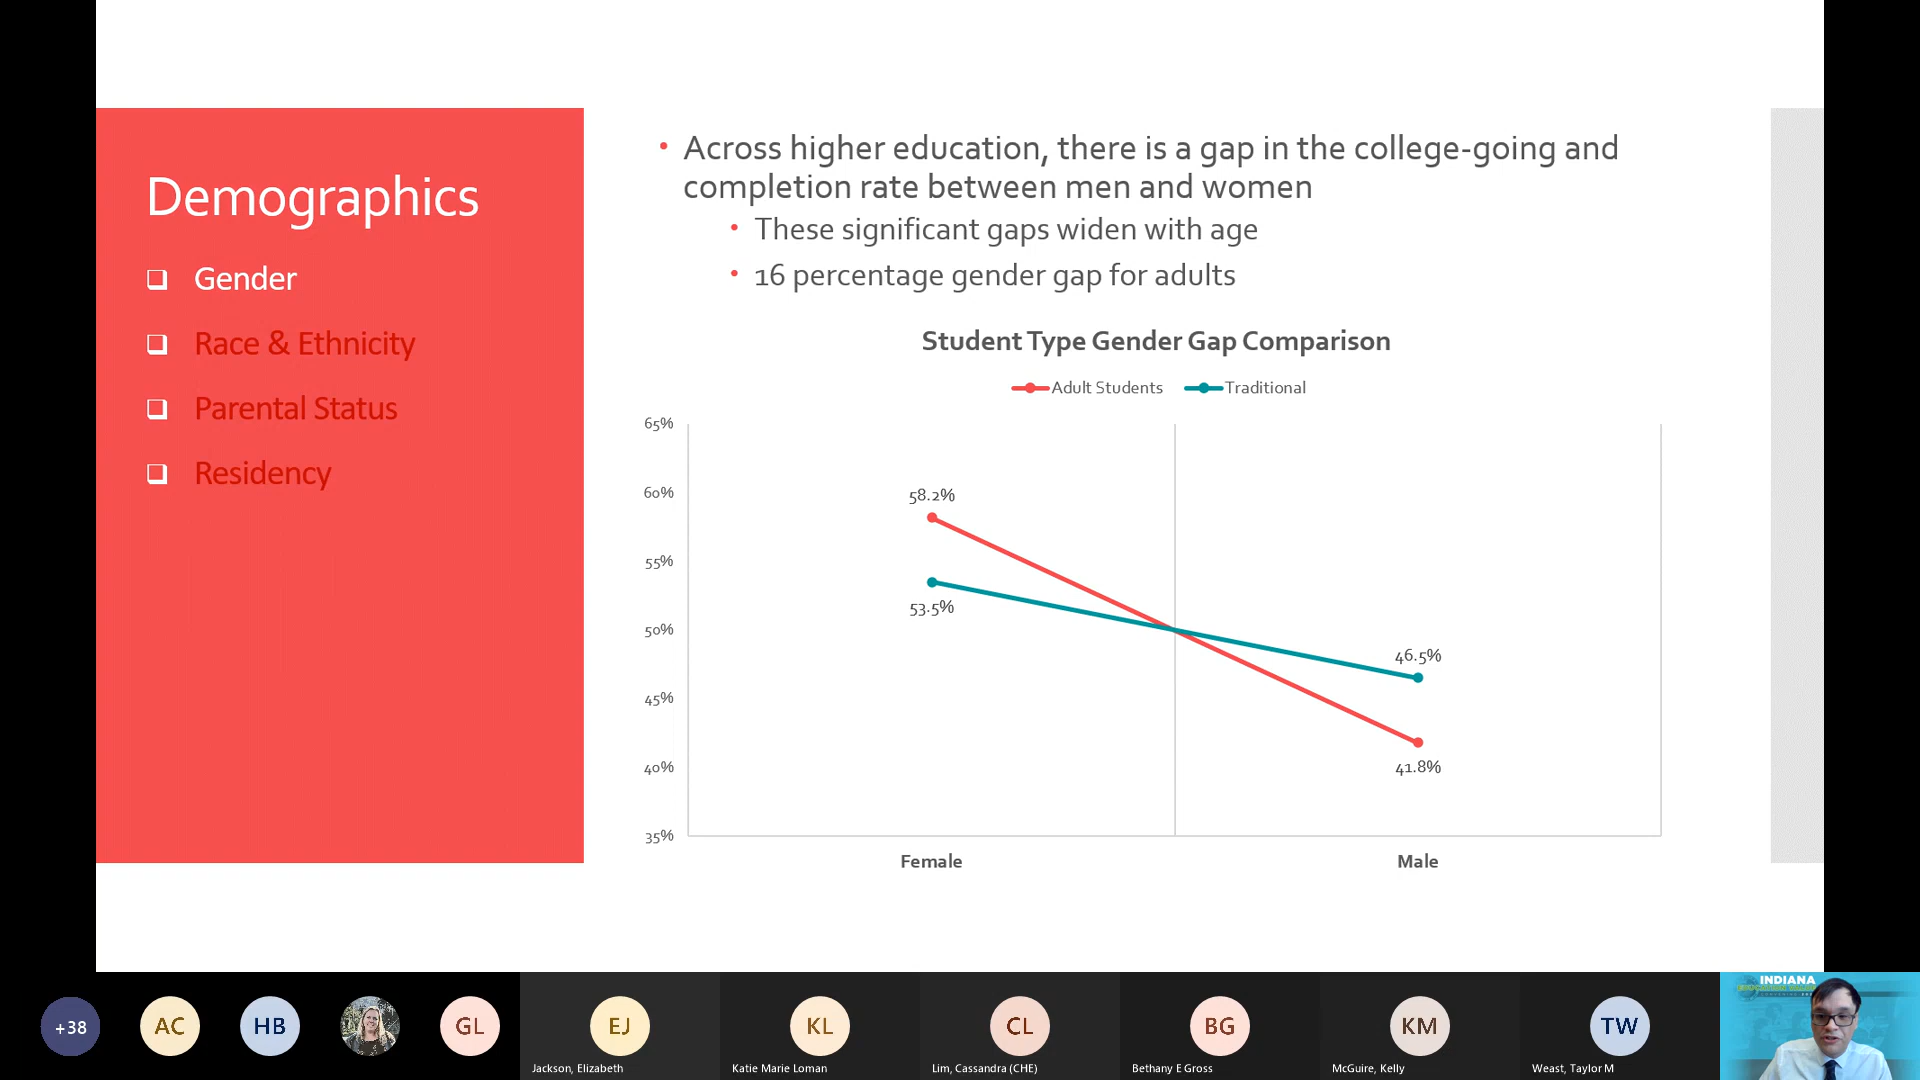 Demographics
Gender
Race & Ethnicity
Parental Status
Residency
• Across higher education, there is a gap in the college-going and
completion rate between men and women
• These significant gaps widen with age
• 16 percentage gender gap for adults
Student Type Gender Gap Comparison
Adult Students Traditional
65%
60%
55%
50%
45%
40%
35%
58.2%
53.5%
46.5%
41.8%
Female Male
+38 AC HB GL EJ KL CL BG KM TW
Jackson, Elizabeth Katie Marie Loman Lim, Cassandra (CHE) Bethany E Gross McGuire, Kelly Weast, Taylor M
INDIANA